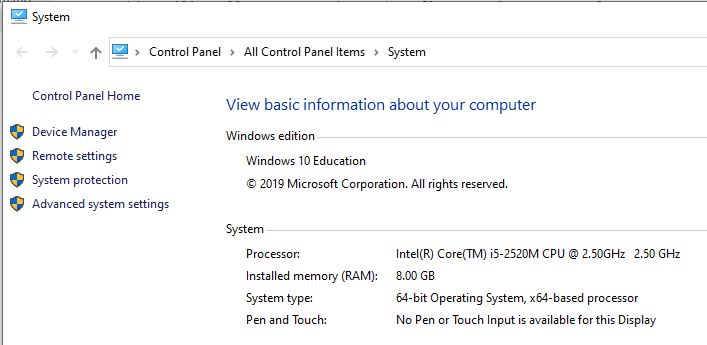 System
Control Panel > All Control Panel Items > System
Control Panel Home
Device Manager
Remote settings
System protection
Advanced system settings
View basic information about your computer
Windows edition
Windows 10 Education
© 2019 Microsoft Corporation. All rights reserved.
System
Processor: Intel(R) Core(TM) i5-2520M CPU @ 2.50GHz 2.50 GHz
Installed memory (RAM): 8.00 GB
System type: 64-bit Operating System, x64-based processor
Pen and Touch: No Pen or Touch Input is available for this Display